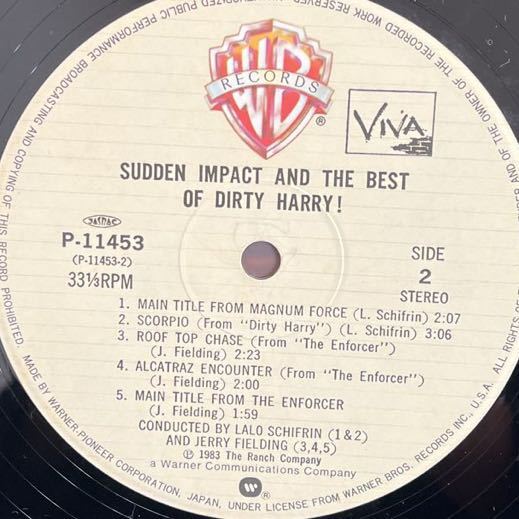 WB
RECORDS
®
VIVA
SUDDEN IMPACT AND THE BEST
OF DIRTY HARRY!
JASRAC
P-11453
(P-11453-2)
33⅓RPM
SIDE
2
STEREO
1. MAIN TITLE FROM MAGNUM FORCE (L. Schifrin) 2:07
2. SCORPIO (From "Dirty Harry") (L. Schifrin) 3:06
3. ROOF TOP CHASE (From "The Enforcer")
(J. Fielding) 2:23
4. ALCATRAZ ENCOUNTER (From "The Enforcer")
(J. Fielding) 2:00
5. MAIN TITLE FROM THE ENFORCER
(J. Fielding) 1:59
CONDUCTED BY LALO SCHIFRIN (1&2)
AND JERRY FIELDING (3,4,5)
℗ 1983 The Ranch Company
a Warner Communications Company
MADE BY WARNER-PIONEER CORPORATION, JAPAN, UNDER LICENSE FROM WARNER BROS. RECORDS INC., U.S.A.
ALL RIGHTS OF THE OWNER OF THE RECORDED WORK RESERVED. PUBLIC PERFORMANCE BROADCASTING AND COPYING OF THIS RECORD PROHIBITED.